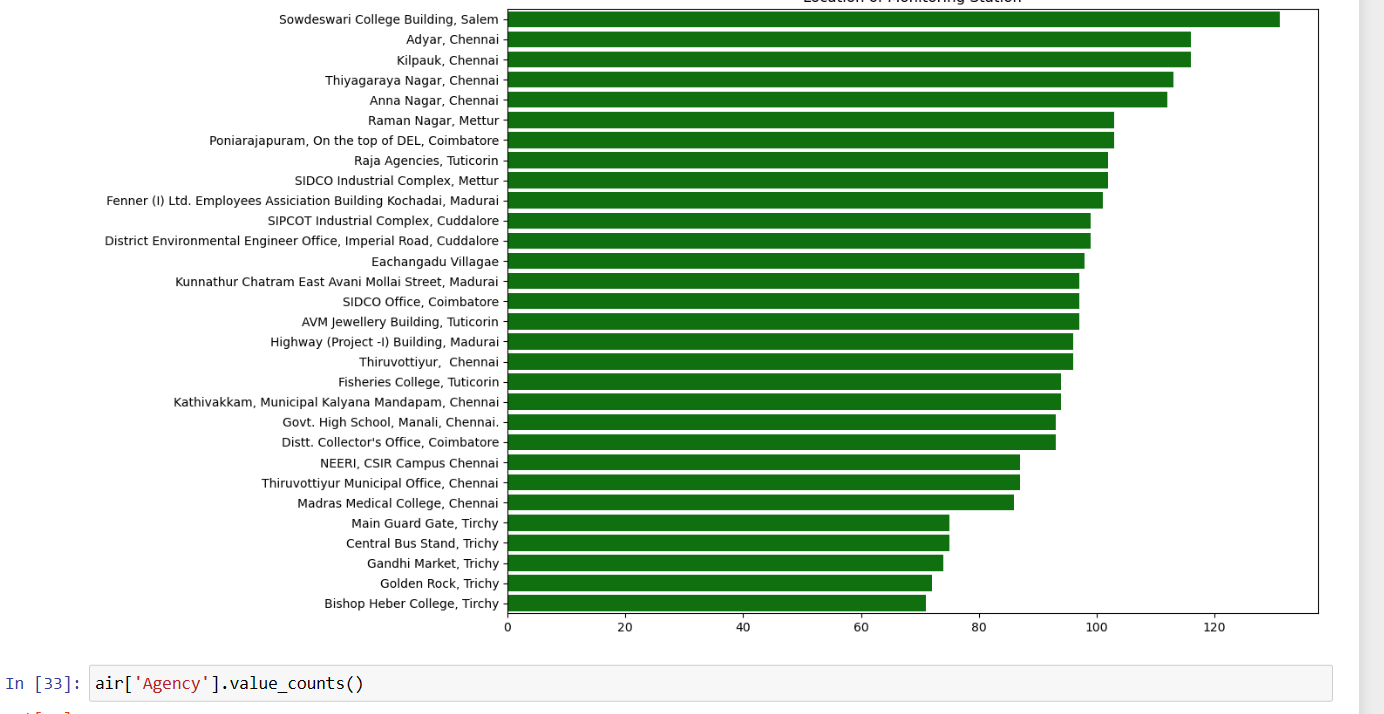 Location of Monitoring Station
Sowdeswari College Building, Salem
Adyar, Chennai
Kilpauk, Chennai
Thiyagaraya Nagar, Chennai
Anna Nagar, Chennai
Raman Nagar, Mettur
Poniarajapuram, On the top of DEL, Coimbatore
Raja Agencies, Tuticorin
SIDCO Industrial Complex, Mettur
Fenner (I) Ltd. Employees Assiciation Building Kochadai, Madurai
SIPCOT Industrial Complex, Cuddalore
District Environmental Engineer Office, Imperial Road, Cuddalore
Eachangadu Villagae
Kunnathur Chatram East Avani Mollai Street, Madurai
SIDCO Office, Coimbatore
AVM Jewellery Building, Tuticorin
Highway (Project -I) Building, Madurai
Thiruvottiyur,  Chennai
Fisheries College, Tuticorin
Kathivakkam, Municipal Kalyana Mandapam, Chennai
Govt. High School, Manali, Chennai.
Distt. Collector's Office, Coimbatore
NEERI, CSIR Campus Chennai
Thiruvottiyur Municipal Office, Chennai
Madras Medical College, Chennai
Main Guard Gate, Tirchy
Central Bus Stand, Trichy
Gandhi Market, Trichy
Golden Rock, Trichy
Bishop Heber College, Tirchy
0 20 40 60 80 100 120
In [33]: air['Agency'].value_counts()